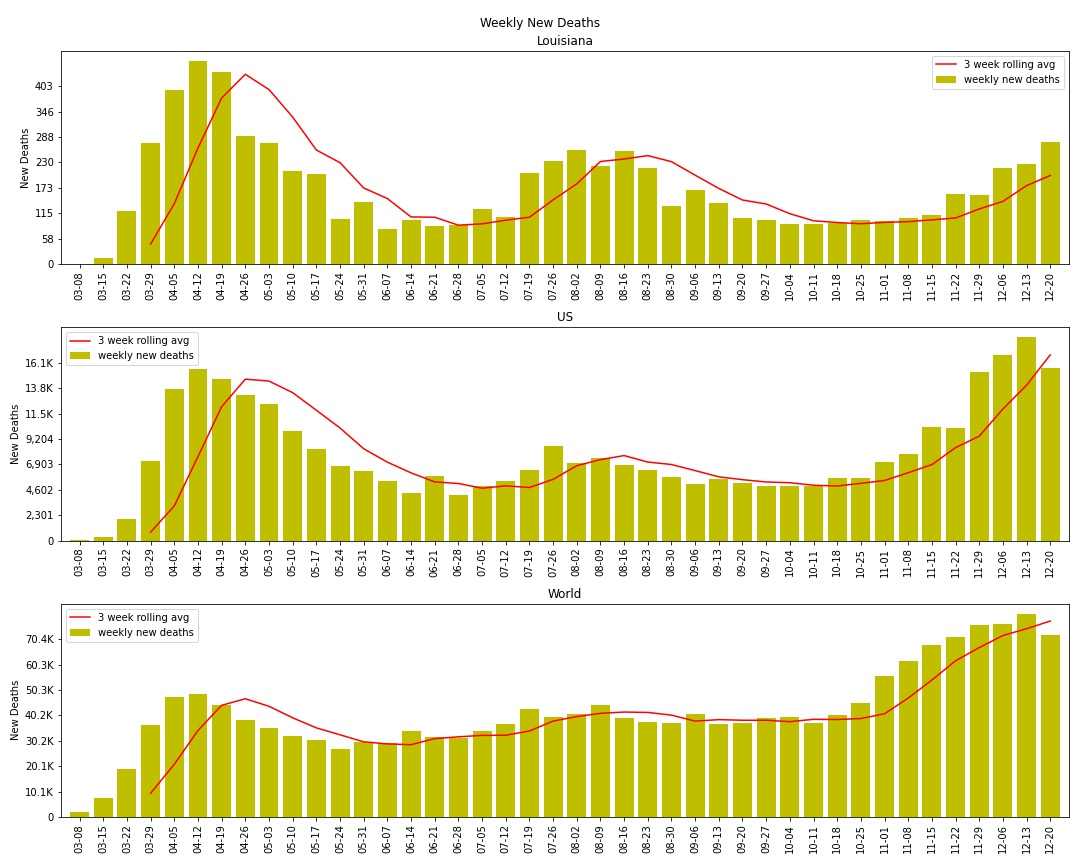 Weekly New Deaths
Louisiana
3 week rolling avg
weekly new deaths
New Deaths
403
346
288
230
173
115
58
0
03-08 03-15 03-22 03-29 04-05 04-12 04-19 04-26 05-03 05-10 05-17 05-24 05-31 06-07 06-14 06-21 06-28 07-05 07-12 07-19 07-26 08-02 08-09 08-16 08-23 08-30 09-06 09-13 09-20 09-27 10-04 10-11 10-18 10-25 11-01 11-08 11-15 11-22 11-29 12-06 12-13 12-20
US
3 week rolling avg
weekly new deaths
New Deaths
16.1K
13.8K
11.5K
9,204
6,903
4,602
2,301
0
03-08 03-15 03-22 03-29 04-05 04-12 04-19 04-26 05-03 05-10 05-17 05-24 05-31 06-07 06-14 06-21 06-28 07-05 07-12 07-19 07-26 08-02 08-09 08-16 08-23 08-30 09-06 09-13 09-20 09-27 10-04 10-11 10-18 10-25 11-01 11-08 11-15 11-22 11-29 12-06 12-13 12-20
World
3 week rolling avg
weekly new deaths
New Deaths
70.4K
60.3K
50.3K
40.2K
30.2K
20.1K
10.1K
0
03-08 03-15 03-22 03-29 04-05 04-12 04-19 04-26 05-03 05-10 05-17 05-24 05-31 06-07 06-14 06-21 06-28 07-05 07-12 07-19 07-26 08-02 08-09 08-16 08-23 08-30 09-06 09-13 09-20 09-27 10-04 10-11 10-18 10-25 11-01 11-08 11-15 11-22 11-29 12-06 12-13 12-20